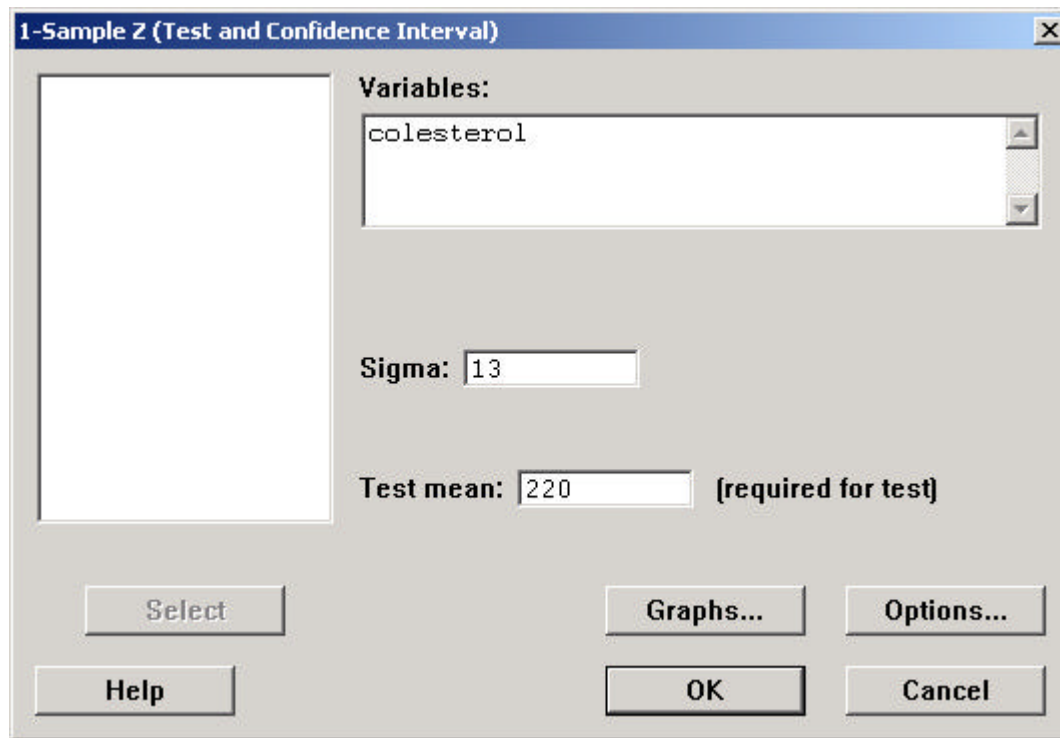 1-Sample Z (Test and Confidence Interval)
Variables:
colesterol
Sigma: 13
Test mean: 220 (required for test)
Select
Graphs...
Options...
Help
OK
Cancel